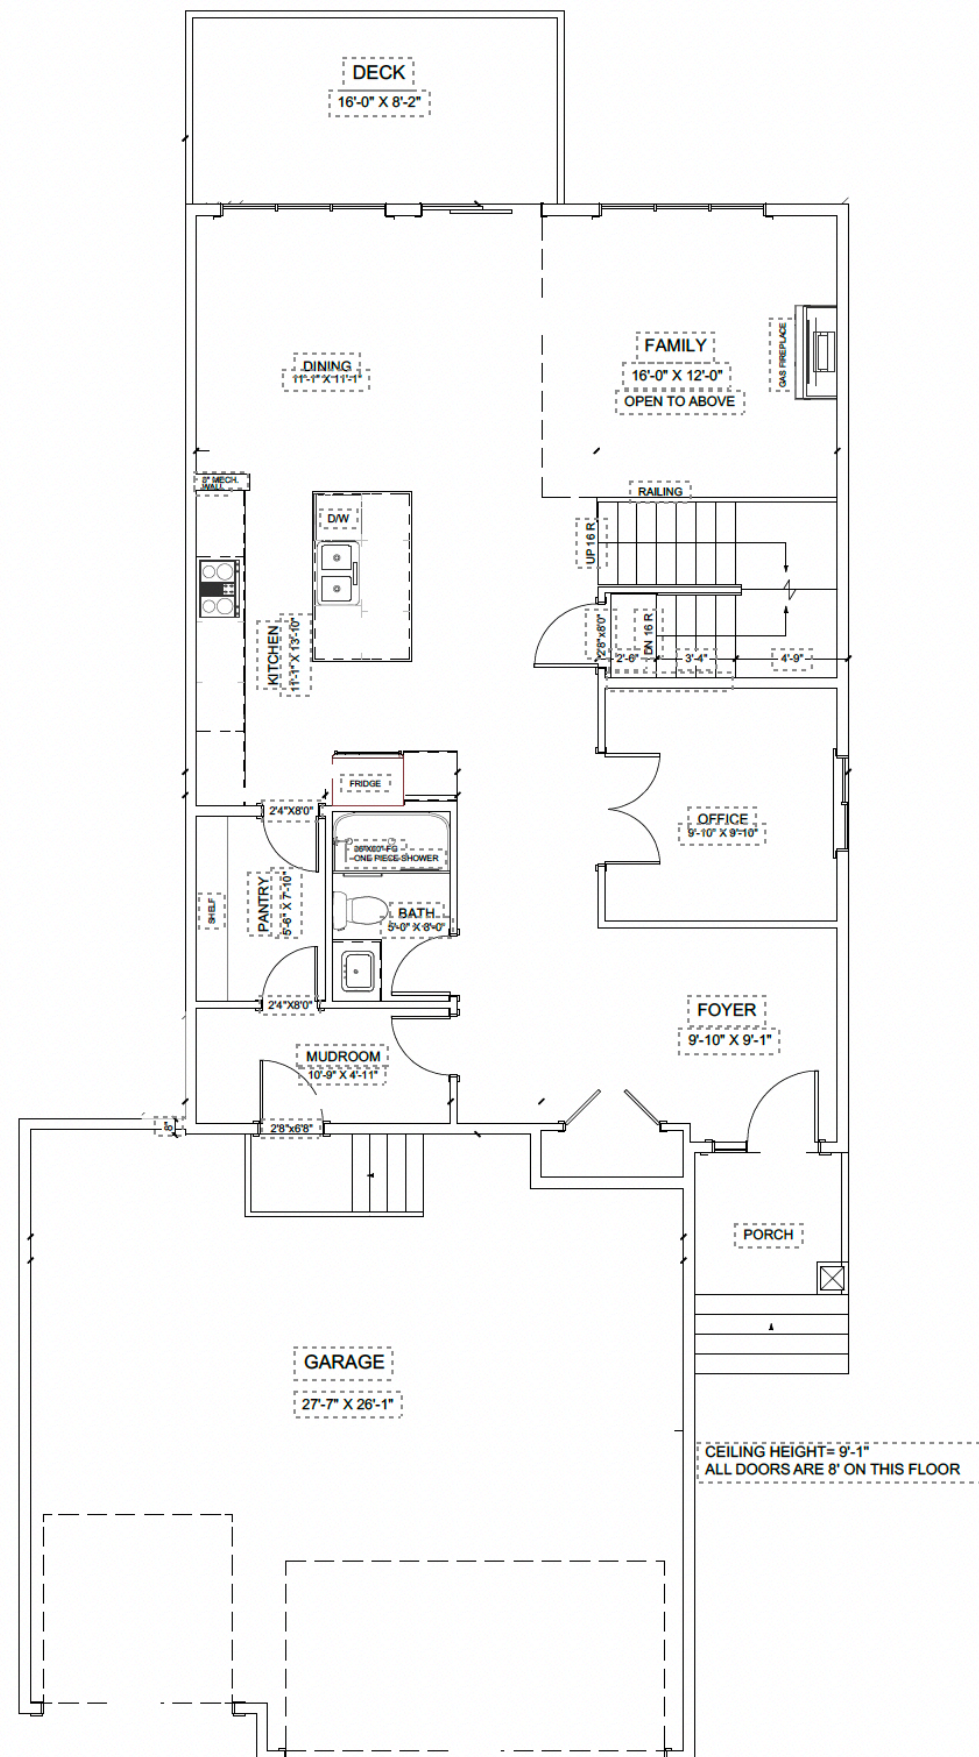 DECK
16'-0" X 8'-2"
DINING
11'-1" X 11'-1"
FAMILY
16'-0" X 12'-0"
OPEN TO ABOVE
GAS FIREPLACE
MECH.
WALL
D/W
RAILING
UP 16 R
KITCHEN
11'-1" X 13'-10"
2'8"x8'0"
DN 16 R
2'-6"
3'-4"
4'-9"
FRIDGE
2'4"X8'0"
OFFICE
9'-10" X 9'-10"
ONE PIECE SHOWER
SHELF
PANTRY
5'-6" X 7'-10"
BATH
5'-0" X 8'-0"
2'4"X8'0"
FOYER
9'-10" X 9'-1"
MUDROOM
10'-9" X 4'-11"
8"
2'8"x6'8"
PORCH
GARAGE
27'-7" X 26'-1"
CEILING HEIGHT= 9'-1"
ALL DOORS ARE 8' ON THIS FLOOR